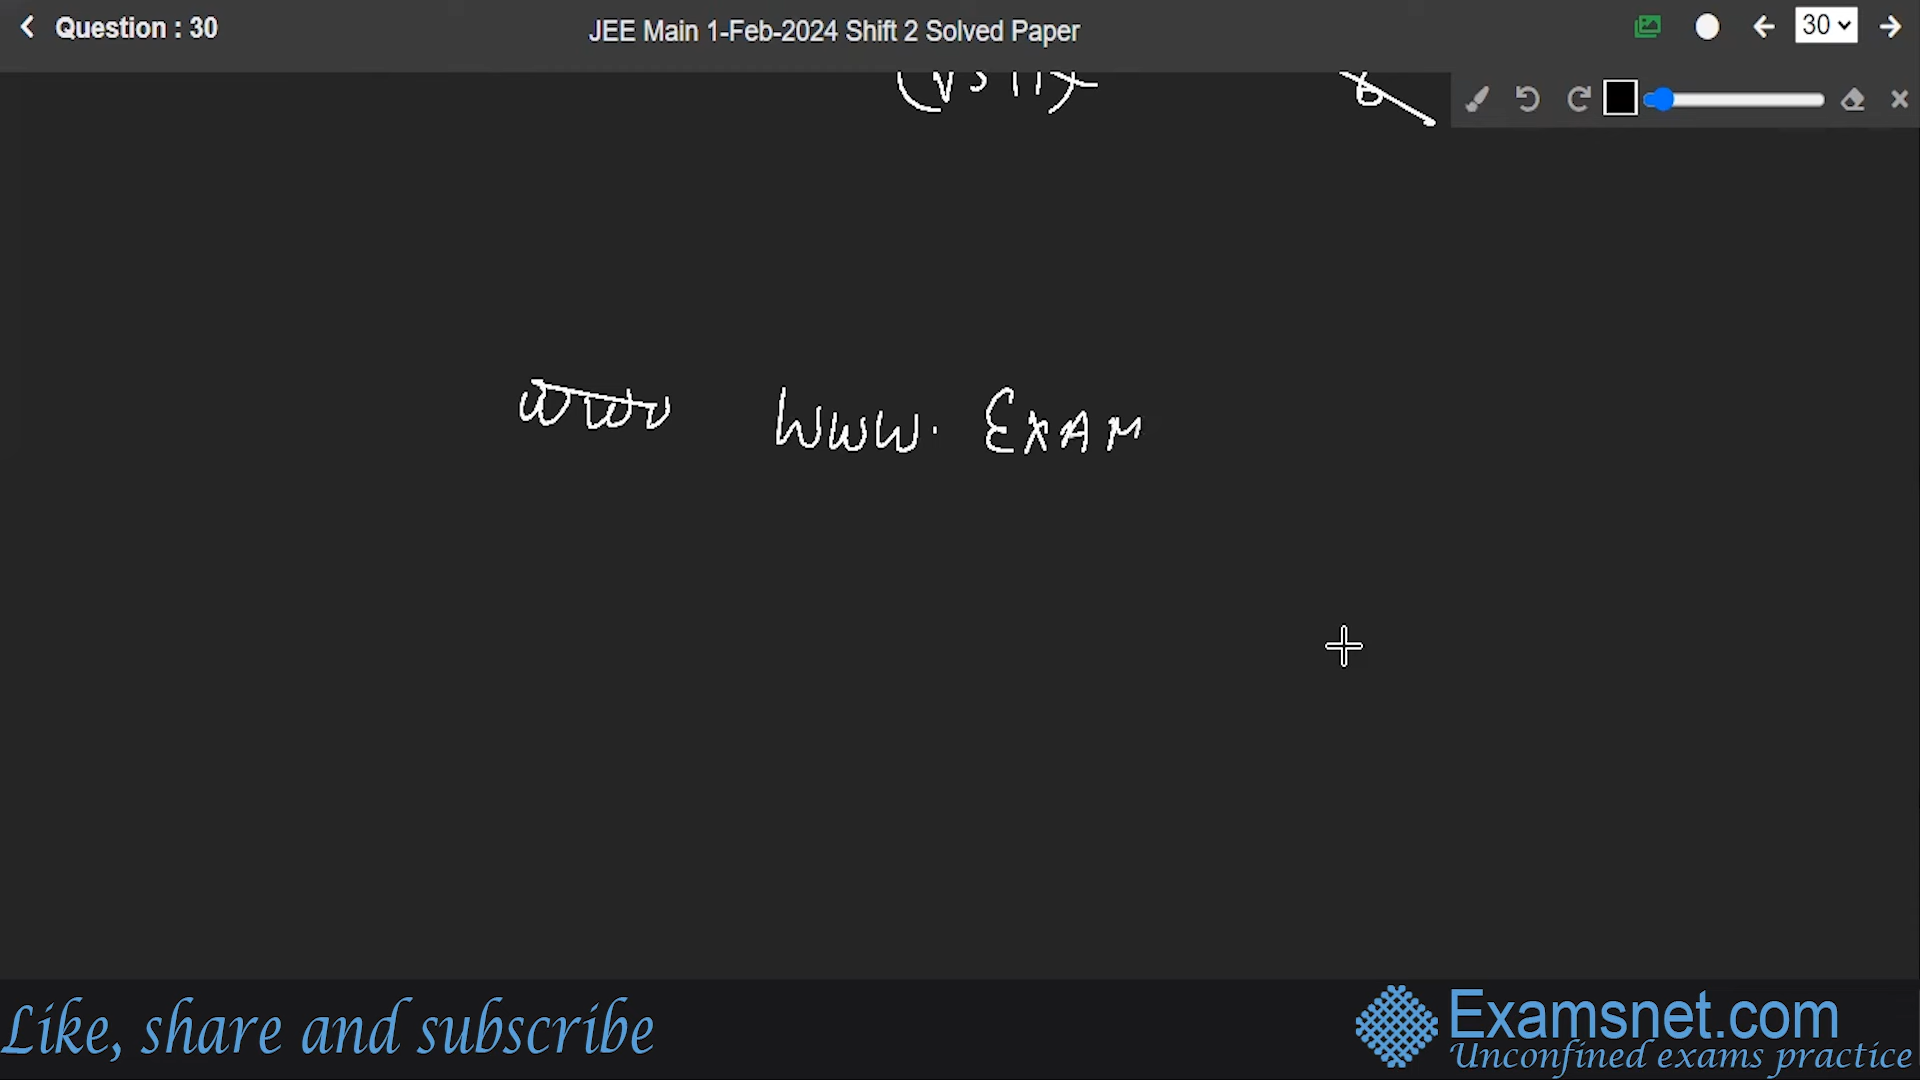 Question : 30
JEE Main 1-Feb-2024 Shift 2 Solved Paper
30
www
WWW. EXAM
Like, share and subscribe
Examsnet.com
Unconfined exams practice